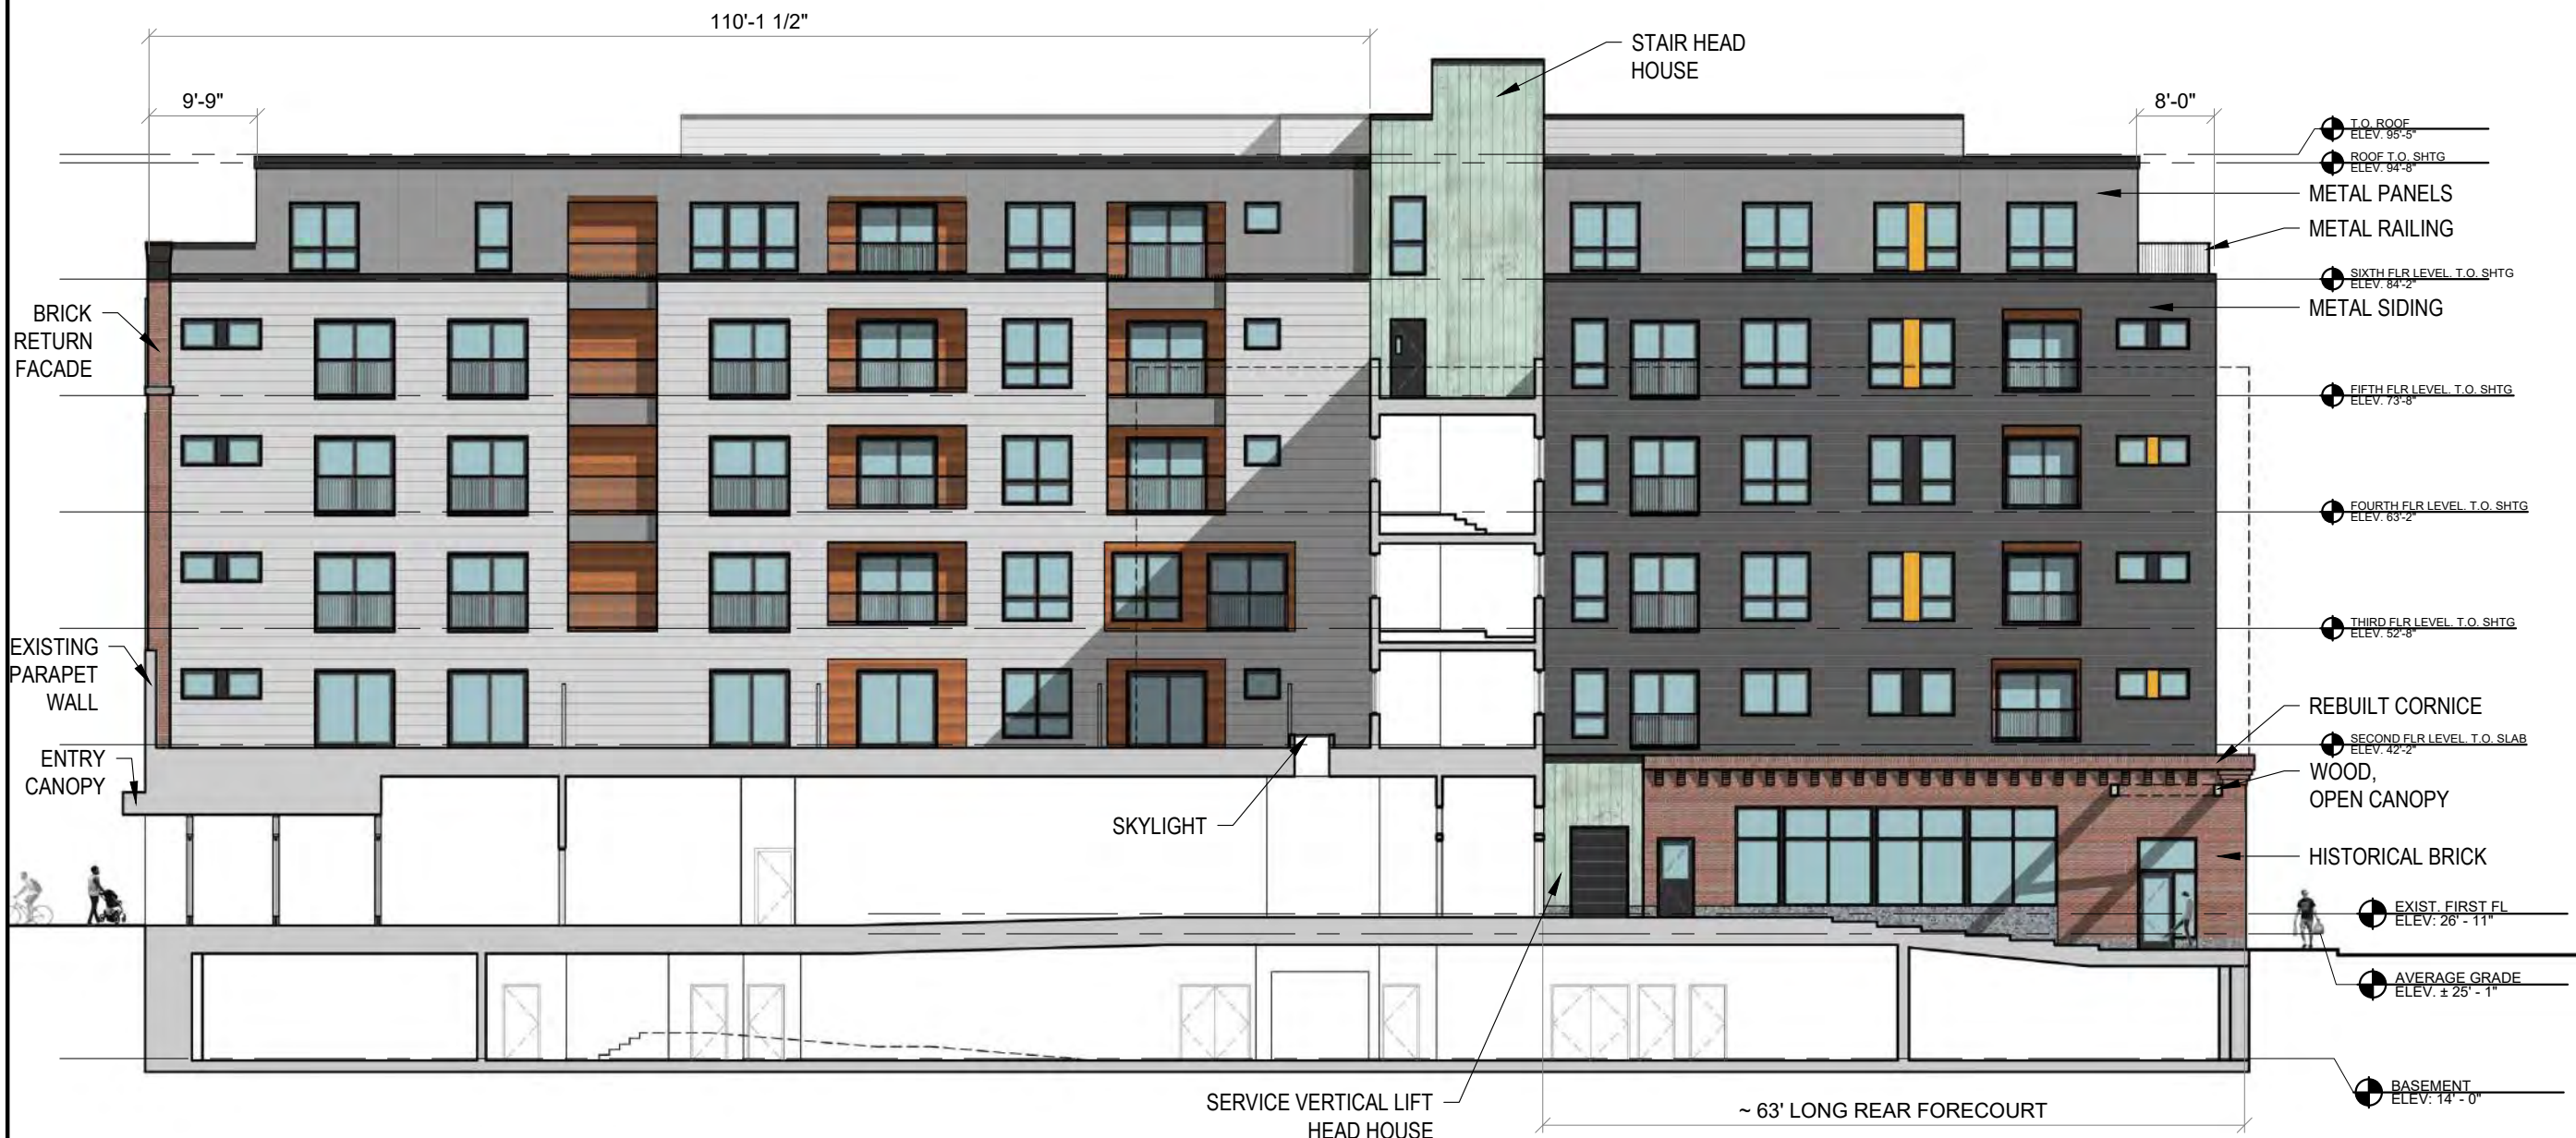 110'-1 1/2"
STAIR HEAD
HOUSE
9'-9"
8'-0"
T.O. ROOF
ELEV. 95'-5"
ROOF T.O. SHTG
ELEV. 94'-8"
METAL PANELS
METAL RAILING
SIXTH FLR LEVEL. T.O. SHTG
ELEV. 84'-2"
METAL SIDING
BRICK
RETURN
FACADE
FIFTH FLR LEVEL. T.O. SHTG
ELEV. 73'-8"
FOURTH FLR LEVEL. T.O. SHTG
ELEV. 63'-2"
THIRD FLR LEVEL. T.O. SHTG
ELEV. 52'-8"
EXISTING
PARAPET
WALL
REBUILT CORNICE
SECOND FLR LEVEL. T.O. SLAB
ELEV. 42'-2"
ENTRY
CANOPY
WOOD,
OPEN CANOPY
SKYLIGHT
HISTORICAL BRICK
EXIST. FIRST FL
ELEV: 26' - 11"
AVERAGE GRADE
ELEV. ± 25' - 1"
BASEMENT
ELEV: 14' - 0"
SERVICE VERTICAL LIFT
HEAD HOUSE
~ 63' LONG REAR FORECOURT